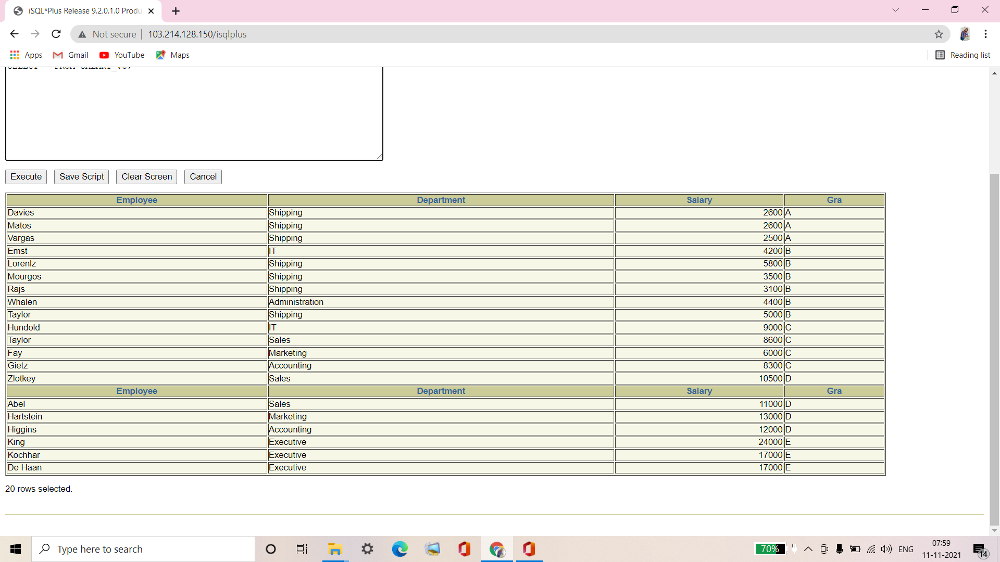 iSQL*Plus Release 9.2.0.1.0 Produ
Not secure | 103.214.128.150/isqlplus
Apps Gmail YouTube Maps Reading list
Execute Save Script Clear Screen Cancel
Employee Department Salary Gra
Davies Shipping 2600 A
Matos Shipping 2600 A
Vargas Shipping 2500 A
Ernst IT 4200 B
Lorenlz Shipping 5800 B
Mourgos Shipping 3500 B
Rajs Shipping 3100 B
Whalen Administration 4400 B
Taylor Shipping 5000 B
Hundold IT 9000 C
Taylor Sales 8600 C
Fay Marketing 6000 C
Gietz Accounting 8300 C
Zlotkey Sales 10500 D
Employee Department Salary Gra
Abel Sales 11000 D
Hartstein Marketing 13000 D
Higgins Accounting 12000 D
King Executive 24000 E
Kochhar Executive 17000 E
De Haan Executive 17000 E
20 rows selected.
Type here to search
70%
ENG
07:59
11-11-2021
14